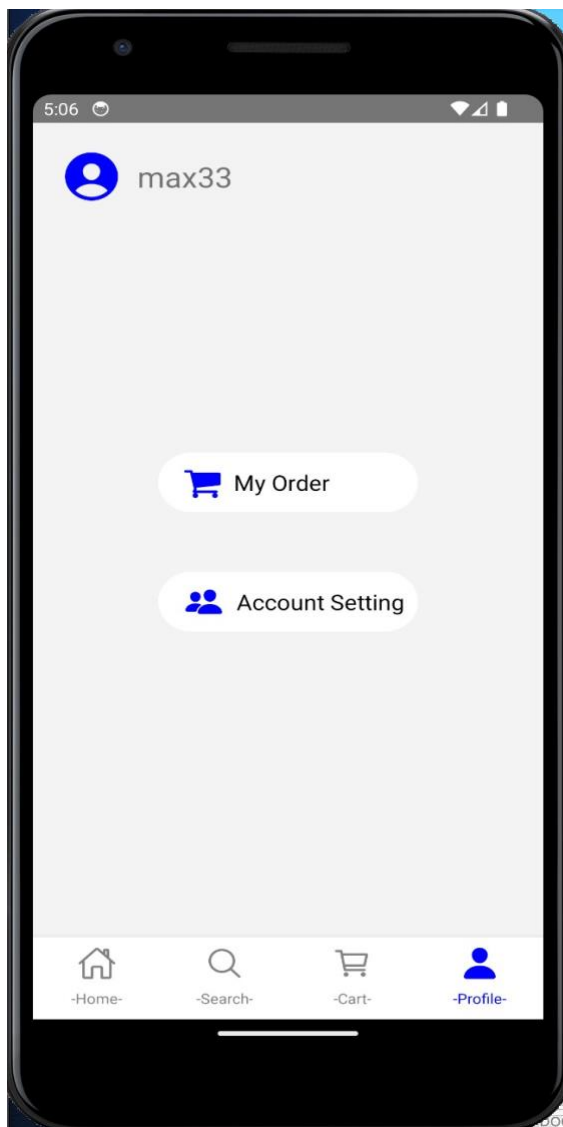 5:06
max33
My Order
Account Setting
-Home- -Search- -Cart- -Profile-